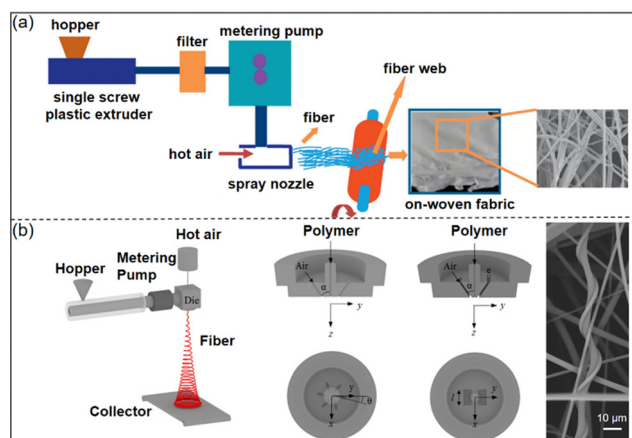 (a)
hopper
filter
metering pump
fiber web
single screw
plastic extruder
fiber
hot air
spray nozzle
on-woven fabric
(b)
Hot air
Metering
Pump
Hopper
Die
Fiber
Collector
Polymer
Air
α
y
z
y
θ
x
Polymer
Air
e
α
y
z
l
y
x
10 μm